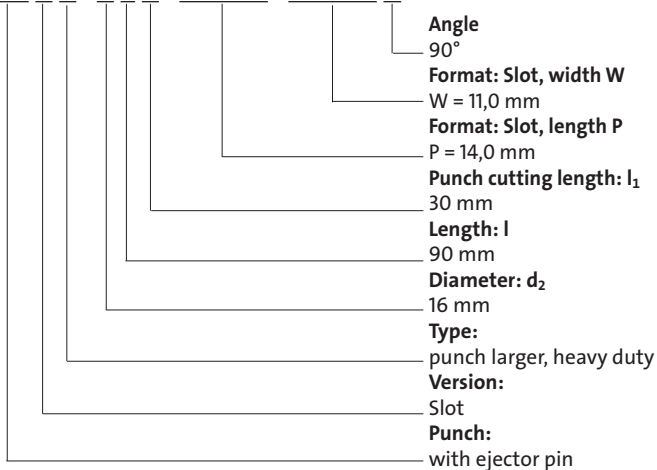 Angle
90°
Format: Slot, width W
W = 11,0 mm
Format: Slot, length P
P = 14,0 mm
Punch cutting length: l₁
30 mm
Length: l
90 mm
Diameter: d₂
16 mm
Type:
punch larger, heavy duty
Version:
Slot
Punch:
with ejector pin